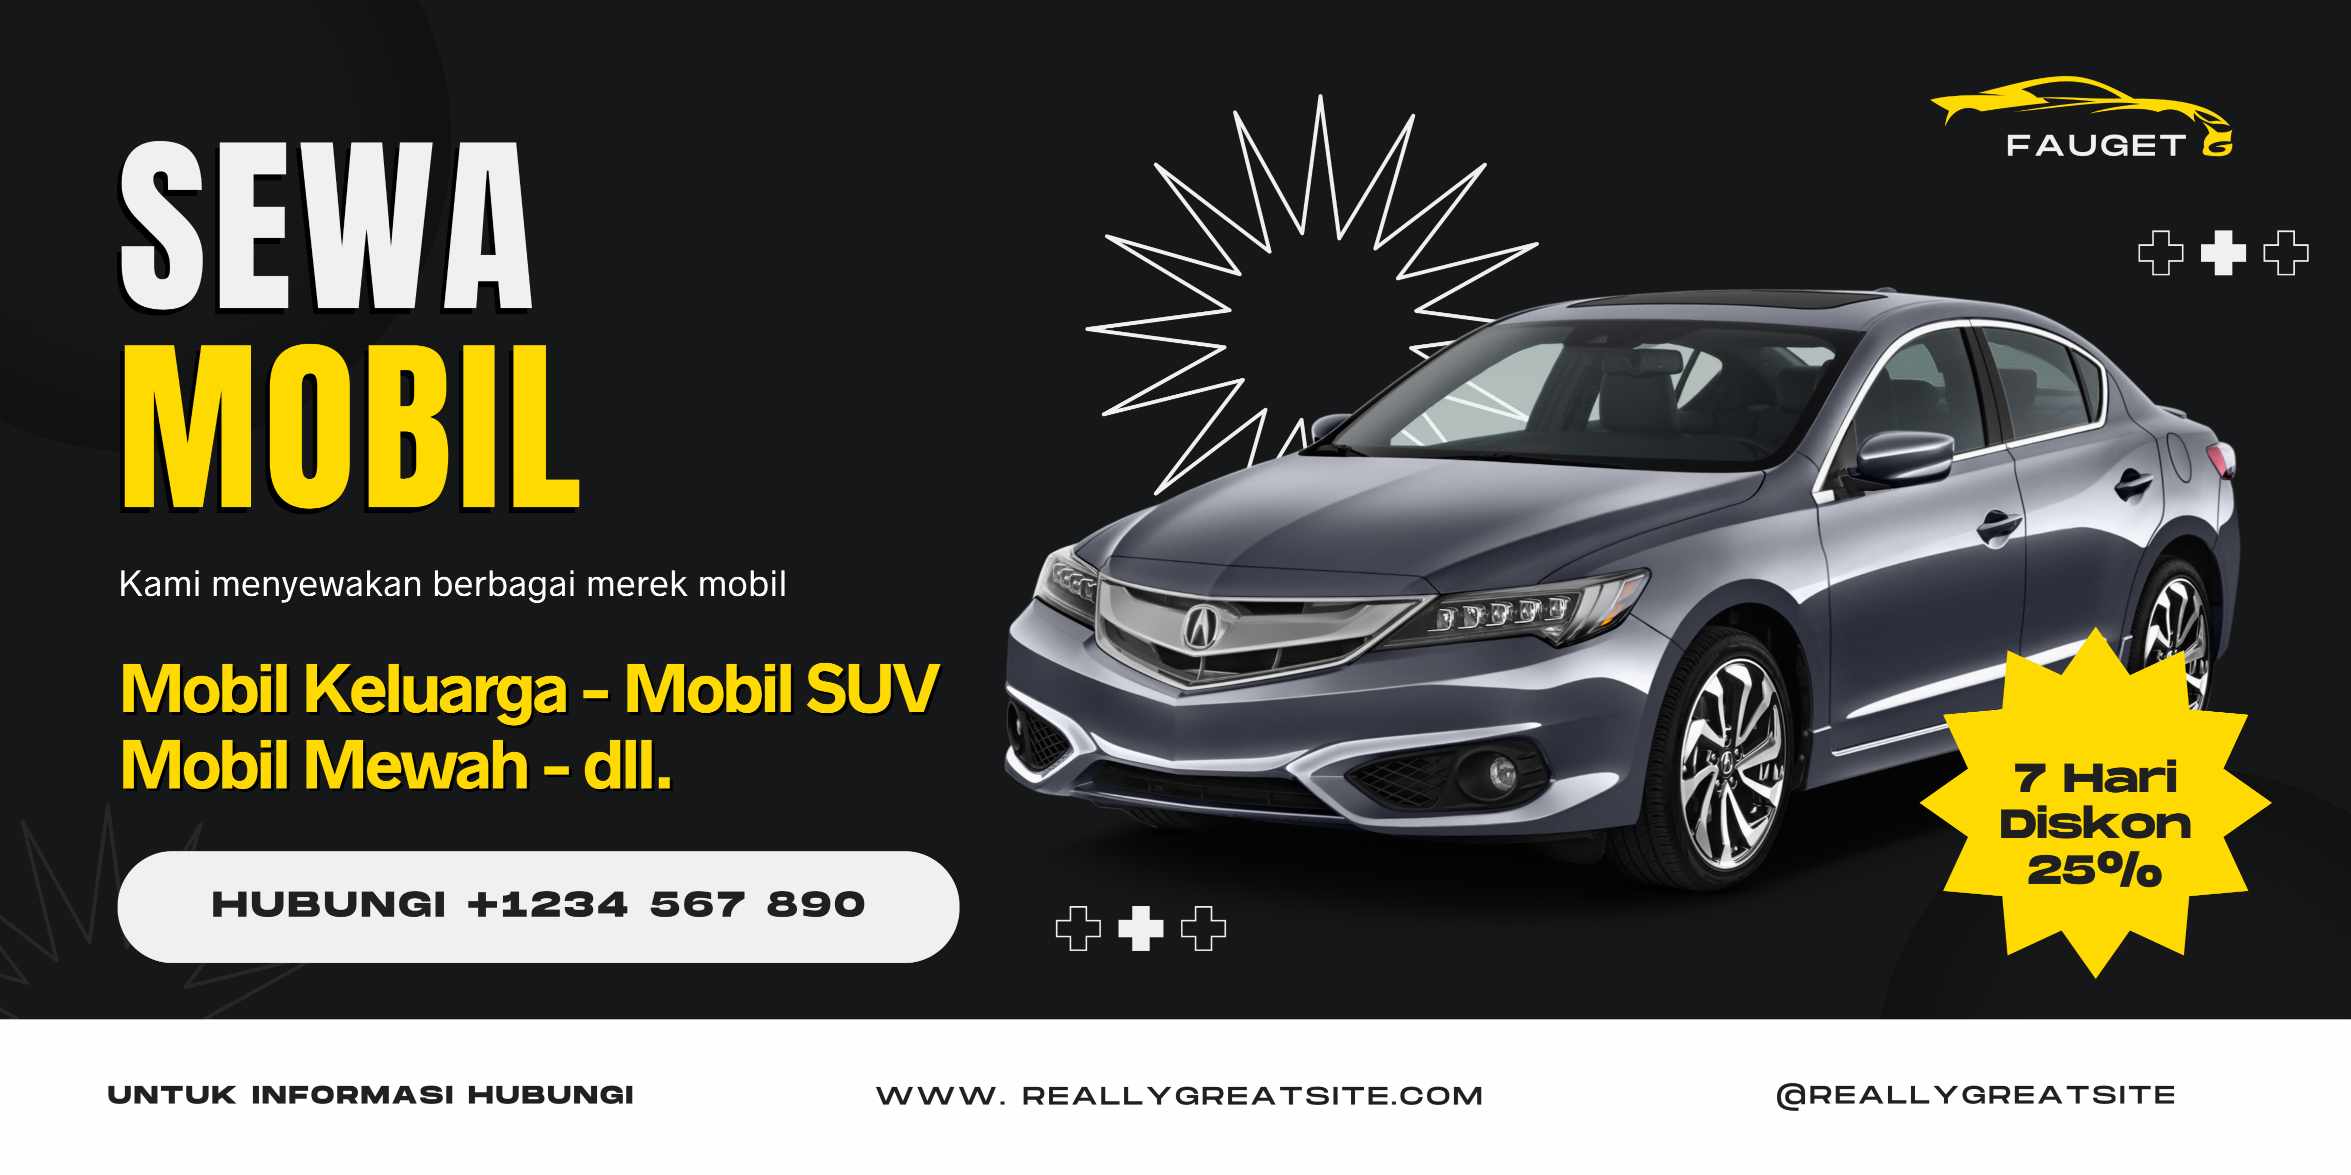 FAUGET
SEWA
MOBIL
Kami menyewakan berbagai merek mobil
Mobil Keluarga - Mobil SUV
Mobil Mewah - dll.
HUBUNGI +1234 567 890
7 Hari
Diskon
25%
UNTUK INFORMASI HUBUNGI
WWW. REALLYGREATSITE.COM
@REALLYGREATSITE